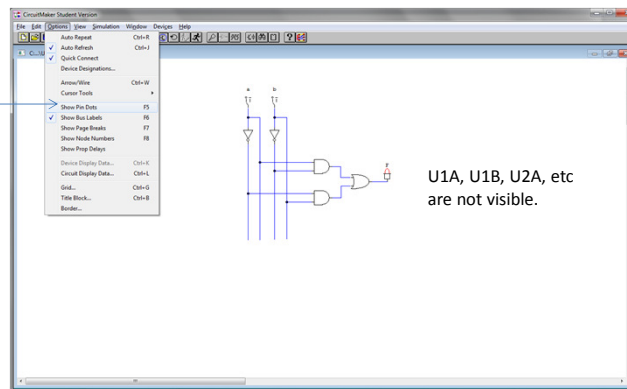 CircuitMaker Student Version
File Edit Options View Simulation Window Devices Help
Auto Repeat Ctrl+R
Auto Refresh Ctrl+J
Quick Connect
Device Designations...
Arrow/Wire Ctrl+W
Cursor Tools
Show Pin Dots F5
Show Bus Labels F6
Show Page Breaks F7
Show Node Numbers F8
Show Prop Delays
Device Display Data... Ctrl+K
Circuit Display Data... Ctrl+L
Grid... Ctrl+G
Title Block... Ctrl+B
Border...
a b
y
U1A, U1B, U2A, etc
are not visible.